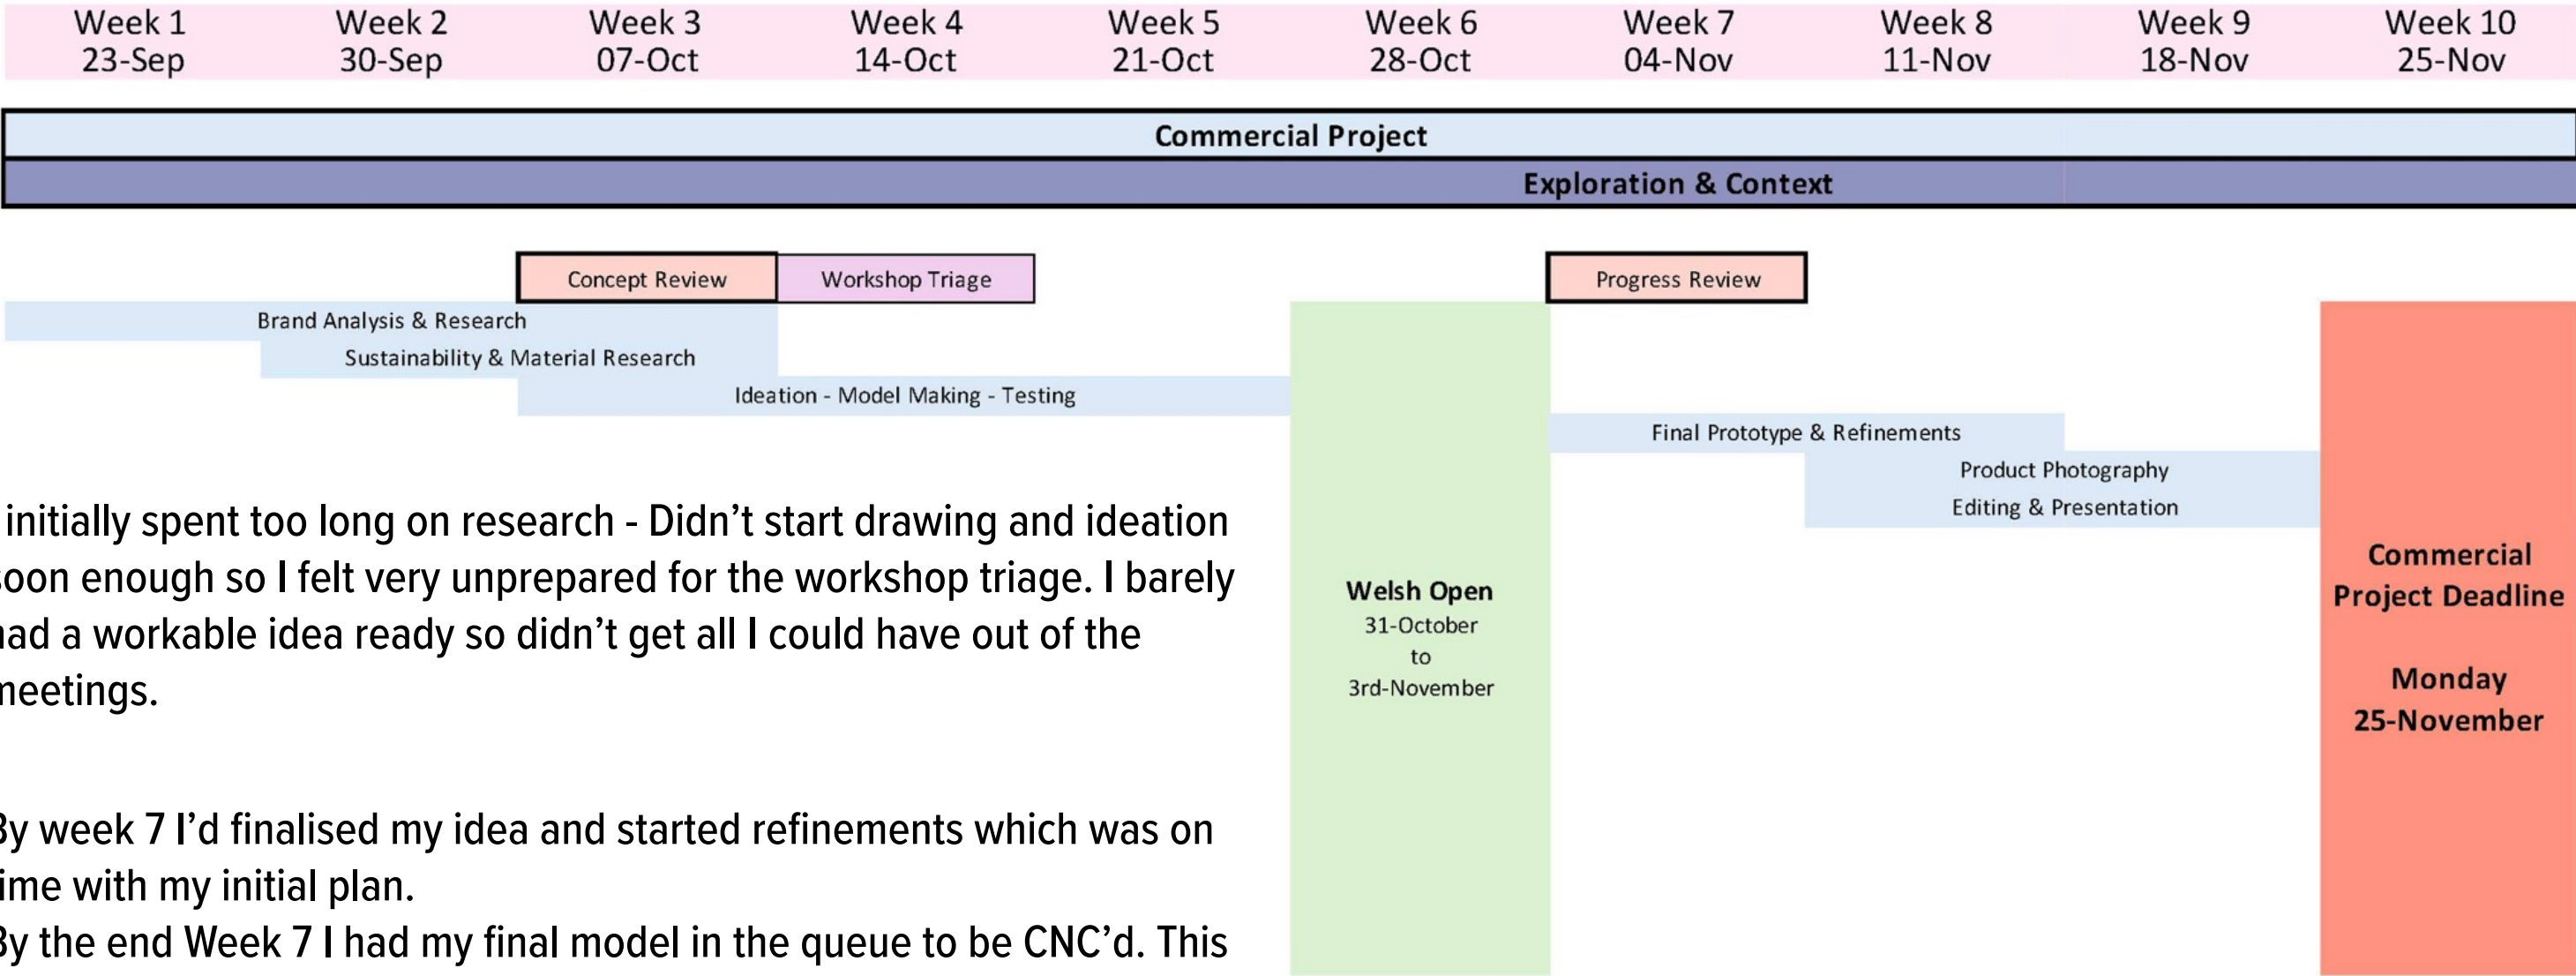 Week 1 Week 2 Week 3 Week 4 Week 5 Week 6 Week 7 Week 8 Week 9 Week 10
23-Sep 30-Sep 07-Oct 14-Oct 21-Oct 28-Oct 04-Nov 11-Nov 18-Nov 25-Nov
Commercial Project
Exploration & Context
Concept Review Workshop Triage Progress Review
Brand Analysis & Research
Sustainability & Material Research
Ideation - Model Making - Testing
Final Prototype & Refinements
Product Photography
Editing & Presentation
initially spent too long on research - Didn’t start drawing and ideation
soon enough so I felt very unprepared for the workshop triage. I barely
had a workable idea ready so didn’t get all I could have out of the
meetings.
By week 7 I’d finalised my idea and started refinements which was on
time with my initial plan.
By the end Week 7 I had my final model in the queue to be CNC’d. This
Welsh Open
31-October
to
3rd-November
Commercial
Project Deadline
Monday
25-November